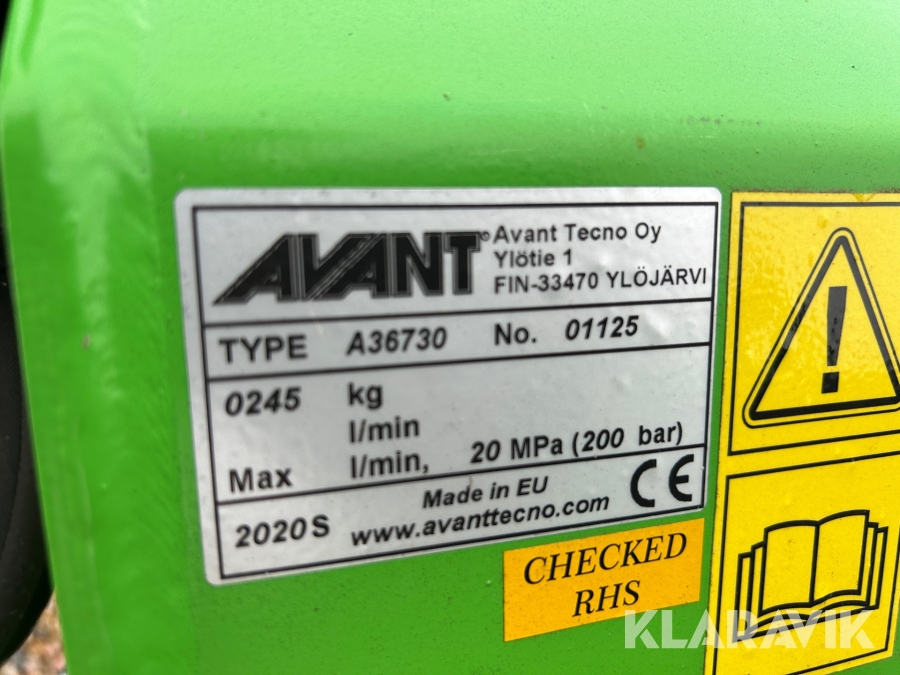 AVANT®
Avant Tecno Oy
Ylötie 1
FIN-33470 YLÖJÄRVI
TYPE A36730 No. 01125
0245 kg
l/min
Max l/min, 20 MPa (200 bar)
2020S Made in EU
www.avanttecno.com
CE
CHECKED
RHS
KLARAVIK